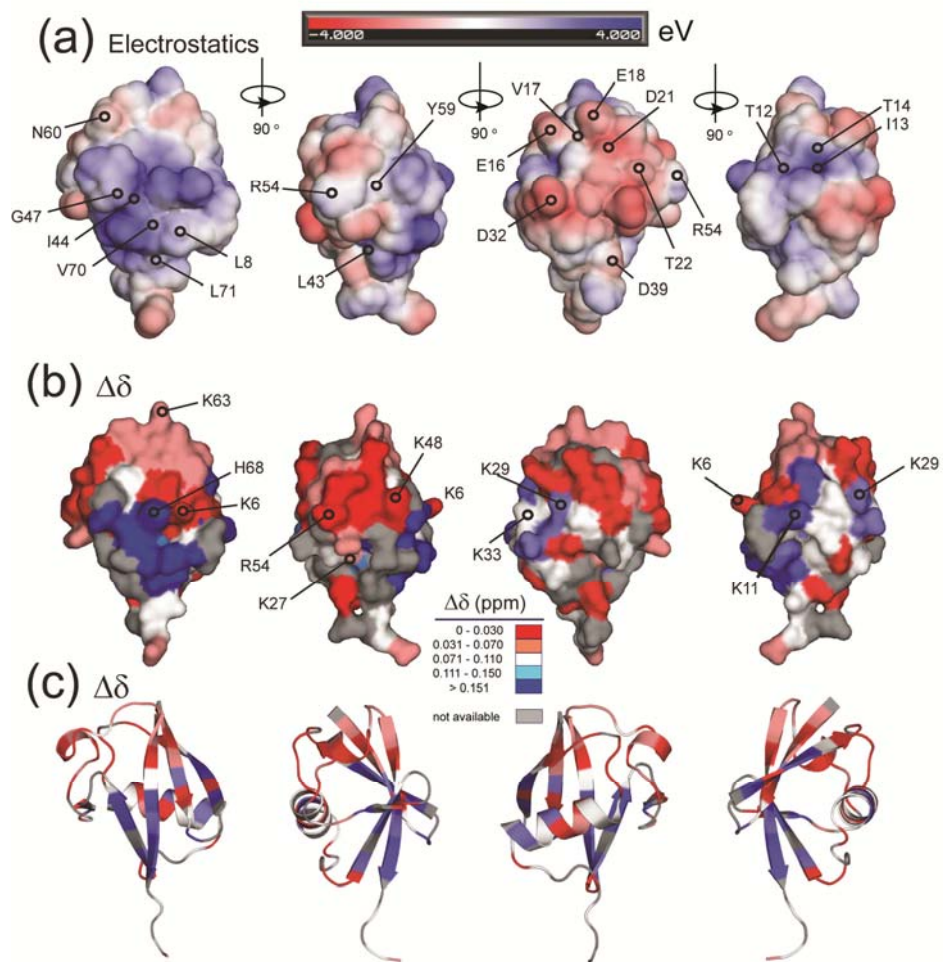 (a) Electrostatics
-4.000 4.000 eV
90 °
90 °
90 °
N60
G47
I44
V70
L71
L8
Y59
R54
L43
V17
E18
D21
E16
D32
R54
T22
D39
T12
T14
I13
(b) Δδ
K63
H68
K6
K48
K6
R54
K27
K29
K33
K6
K29
K11
Δδ (ppm)
0 - 0.030
0.031 - 0.070
0.071 - 0.110
0.111 - 0.150
> 0.151
not available
(c) Δδ